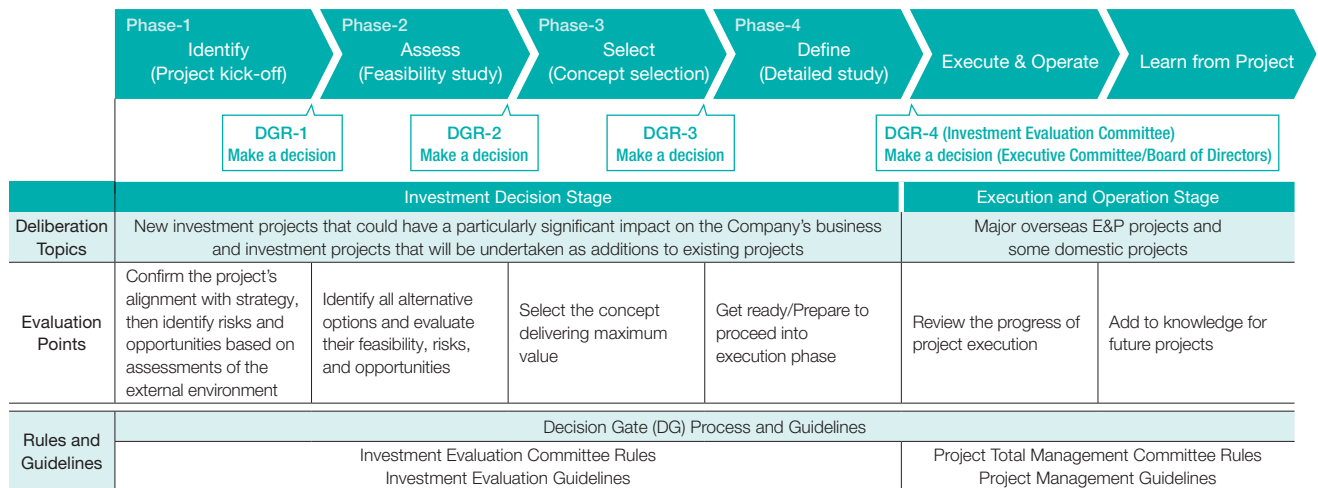 Phase-1
Identify
(Project kick-off)
Phase-2
Assess
(Feasibility study)
Phase-3
Select
(Concept selection)
Phase-4
Define
(Detailed study)
Execute & Operate
Learn from Project
DGR-1
Make a decision
DGR-2
Make a decision
DGR-3
Make a decision
DGR-4 (Investment Evaluation Committee)
Make a decision (Executive Committee/Board of Directors)
Investment Decision Stage
Execution and Operation Stage
Deliberation
Topics
New investment projects that could have a particularly significant impact on the Company's business
and investment projects that will be undertaken as additions to existing projects
Major overseas E&P projects and
some domestic projects
Evaluation
Points
Confirm the project's
alignment with strategy,
then identify risks and
opportunities based on
assessments of the
external environment
Identify all alternative
options and evaluate
their feasibility, risks,
and opportunities
Select the concept
delivering maximum
value
Get ready/Prepare to
proceed into
execution phase
Review the progress of
project execution
Add to knowledge for
future projects
Rules and
Guidelines
Decision Gate (DG) Process and Guidelines
Investment Evaluation Committee Rules
Investment Evaluation Guidelines
Project Total Management Committee Rules
Project Management Guidelines